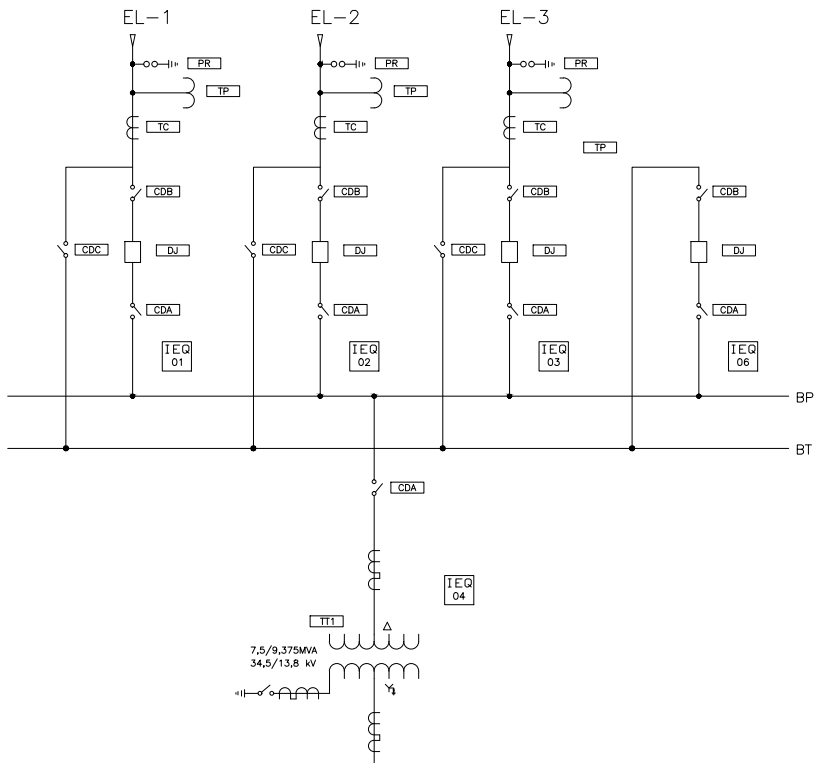 EL-1 EL-2 EL-3
PR PR PR
TP TP
TC TC TC
TP
CDB CDB CDB CDB
CDC DJ CDC DJ CDC DJ DJ
CDA CDA CDA CDA
IEQ IEQ IEQ IEQ
01 02 03 06
BP
BT
CDA
IEQ
04
TT1
7,5/9,375MVA
34,5/13,8 kV